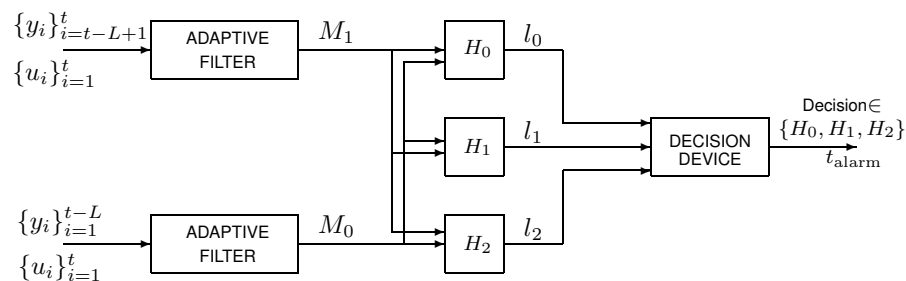 {y_i}_{i=t−L+1}^t
{u_i}_{i=1}^t
ADAPTIVE
FILTER
M_1
H_0
l_0
H_1
l_1
DECISION
DEVICE
Decision∈
{H_0, H_1, H_2}
t_alarm
{y_i}_{i=1}^{t−L}
{u_i}_{i=1}^t
ADAPTIVE
FILTER
M_0
H_2
l_2